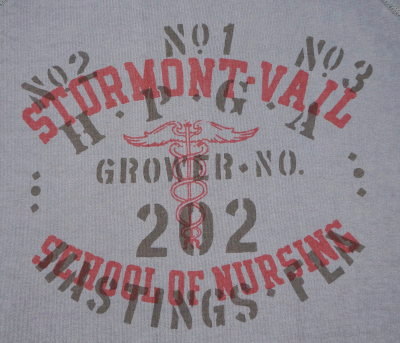 No 1
No 2 No 3
STORMONT-VAIL
H·P·G·A
GROWER·NO.
202
SCHOOL OF NURSING
HASTINGS·FLA